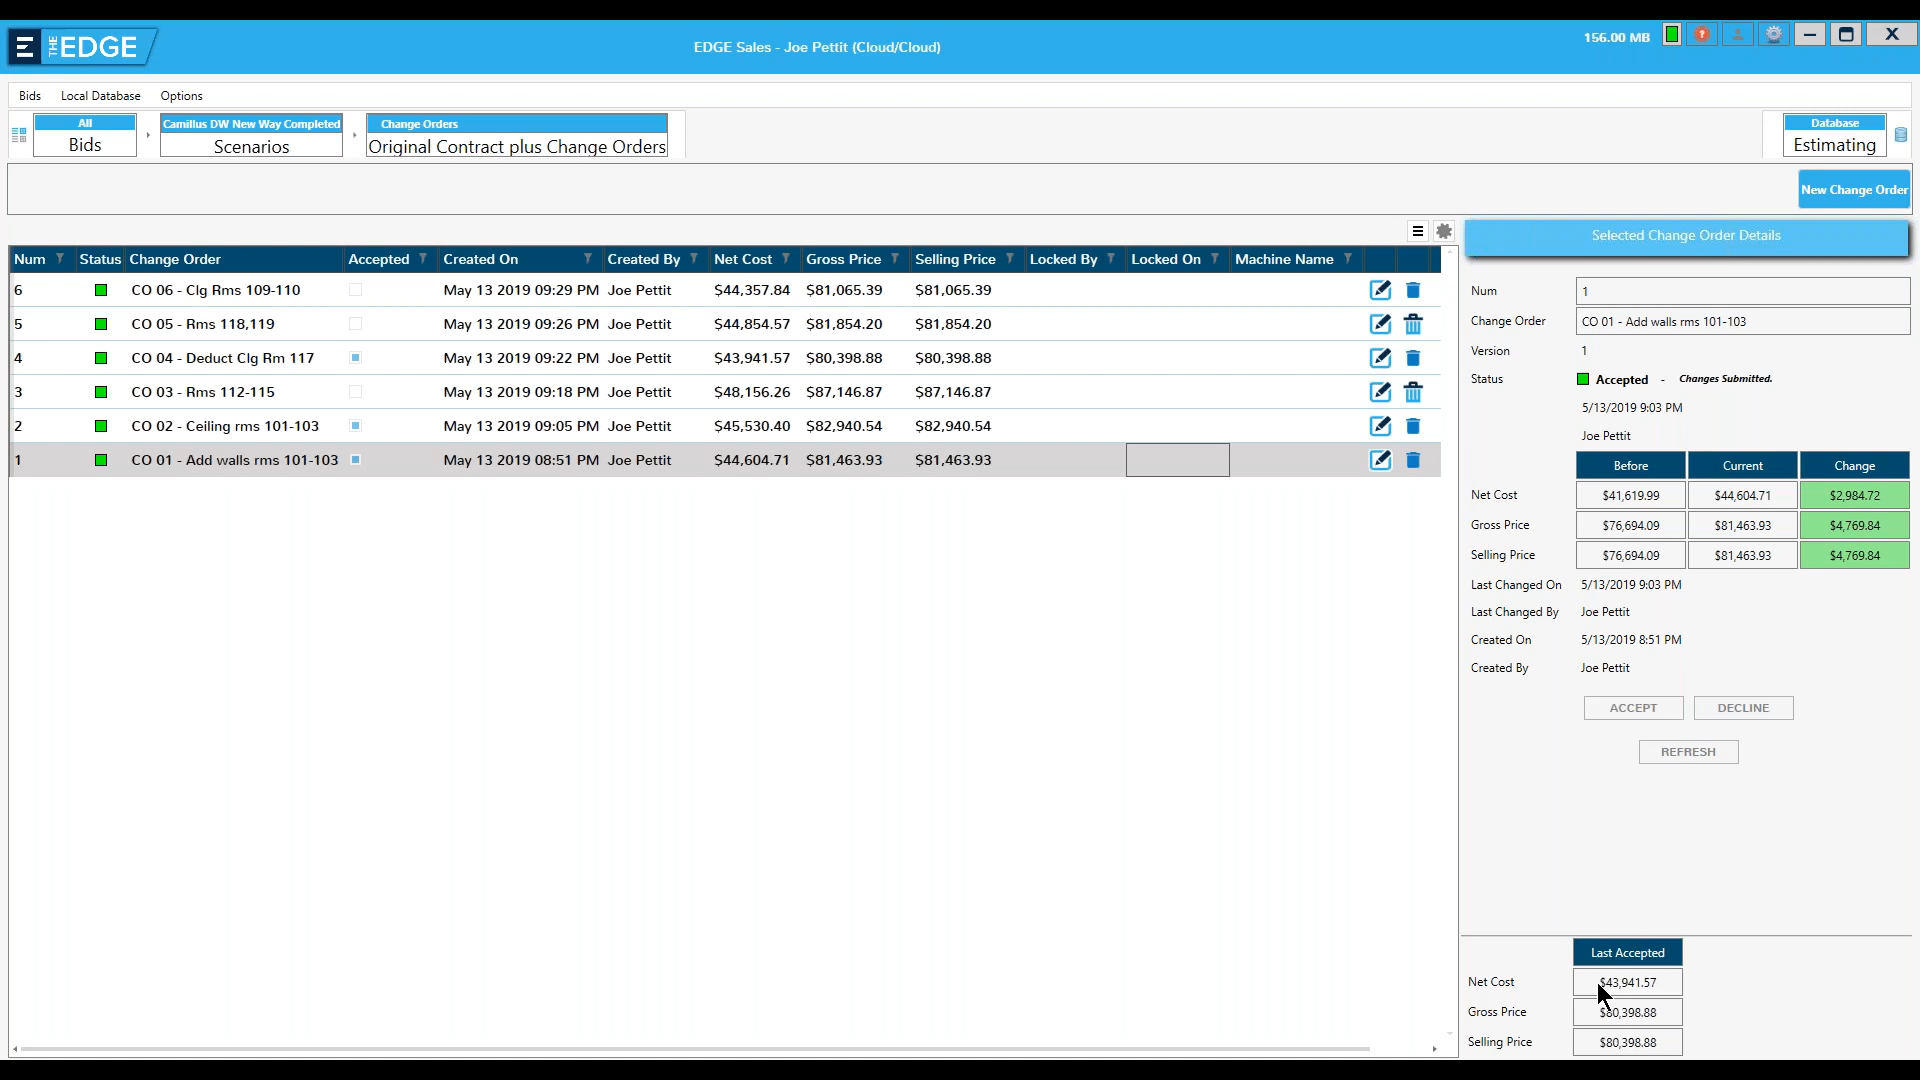 THE EDGE
EDGE Sales - Joe Pettit (Cloud/Cloud)
156.00 MB
Bids Local Database Options
All
Bids
Camillus DW New Way Completed
Scenarios
Change Orders
Original Contract plus Change Orders
Database
Estimating
New Change Order
Num Status Change Order Accepted Created On Created By Net Cost Gross Price Selling Price Locked By Locked On Machine Name
6 CO 06 - Clg Rms 109-110 May 13 2019 09:29 PM Joe Pettit $44,357.84 $81,065.39 $81,065.39
5 CO 05 - Rms 118,119 May 13 2019 09:26 PM Joe Pettit $44,854.57 $81,854.20 $81,854.20
4 CO 04 - Deduct Clg Rm 117 May 13 2019 09:22 PM Joe Pettit $43,941.57 $80,398.88 $80,398.88
3 CO 03 - Rms 112-115 May 13 2019 09:18 PM Joe Pettit $48,156.26 $87,146.87 $87,146.87
2 CO 02 - Ceiling rms 101-103 May 13 2019 09:05 PM Joe Pettit $45,530.40 $82,940.54 $82,940.54
1 CO 01 - Add walls rms 101-103 May 13 2019 08:51 PM Joe Pettit $44,604.71 $81,463.93 $81,463.93
Selected Change Order Details
Num 1
Change Order CO 01 - Add walls rms 101-103
Version 1
Status Accepted - Changes Submitted.
5/13/2019 9:03 PM
Joe Pettit
Before Current Change
Net Cost $41,619.99 $44,604.71 $2,984.72
Gross Price $76,694.09 $81,463.93 $4,769.84
Selling Price $76,694.09 $81,463.93 $4,769.84
Last Changed On 5/13/2019 9:03 PM
Last Changed By Joe Pettit
Created On 5/13/2019 8:51 PM
Created By Joe Pettit
ACCEPT DECLINE
REFRESH
Last Accepted
Net Cost $43,941.57
Gross Price $80,398.88
Selling Price $80,398.88